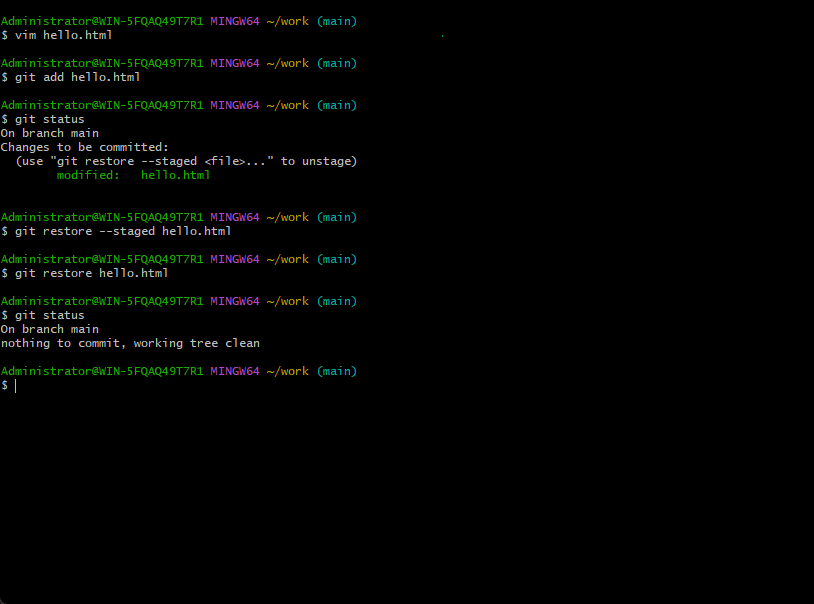 Administrator@WIN-5FQAQ49T7R1 MINGW64 ~/work (main)
$ vim hello.html
Administrator@WIN-5FQAQ49T7R1 MINGW64 ~/work (main)
$ git add hello.html
Administrator@WIN-5FQAQ49T7R1 MINGW64 ~/work (main)
$ git status
On branch main
Changes to be committed:
  (use "git restore --staged <file>..." to unstage)
        modified:   hello.html
Administrator@WIN-5FQAQ49T7R1 MINGW64 ~/work (main)
$ git restore --staged hello.html
Administrator@WIN-5FQAQ49T7R1 MINGW64 ~/work (main)
$ git restore hello.html
Administrator@WIN-5FQAQ49T7R1 MINGW64 ~/work (main)
$ git status
On branch main
nothing to commit, working tree clean
Administrator@WIN-5FQAQ49T7R1 MINGW64 ~/work (main)
$